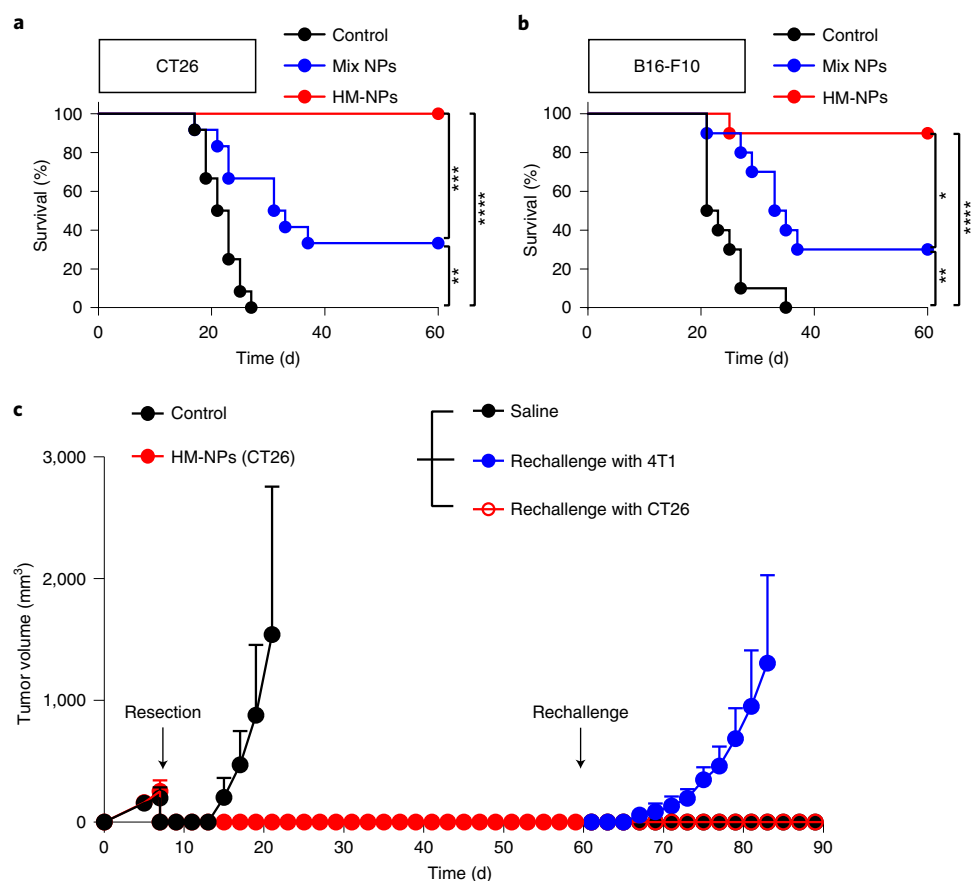 a
CT26
Control
Mix NPs
HM-NPs
Survival (%)
100
80
60
40
20
0
0 20 40 60
Time (d)
***
****
**
b
B16-F10
Control
Mix NPs
HM-NPs
Survival (%)
100
80
60
40
20
0
0 20 40 60
Time (d)
*
****
**
c
Control
HM-NPs (CT26)
Saline
Rechallenge with 4T1
Rechallenge with CT26
Tumor volume (mm³)
3,000
2,000
1,000
0
Resection
Rechallenge
0 10 20 30 40 50 60 70 80 90
Time (d)